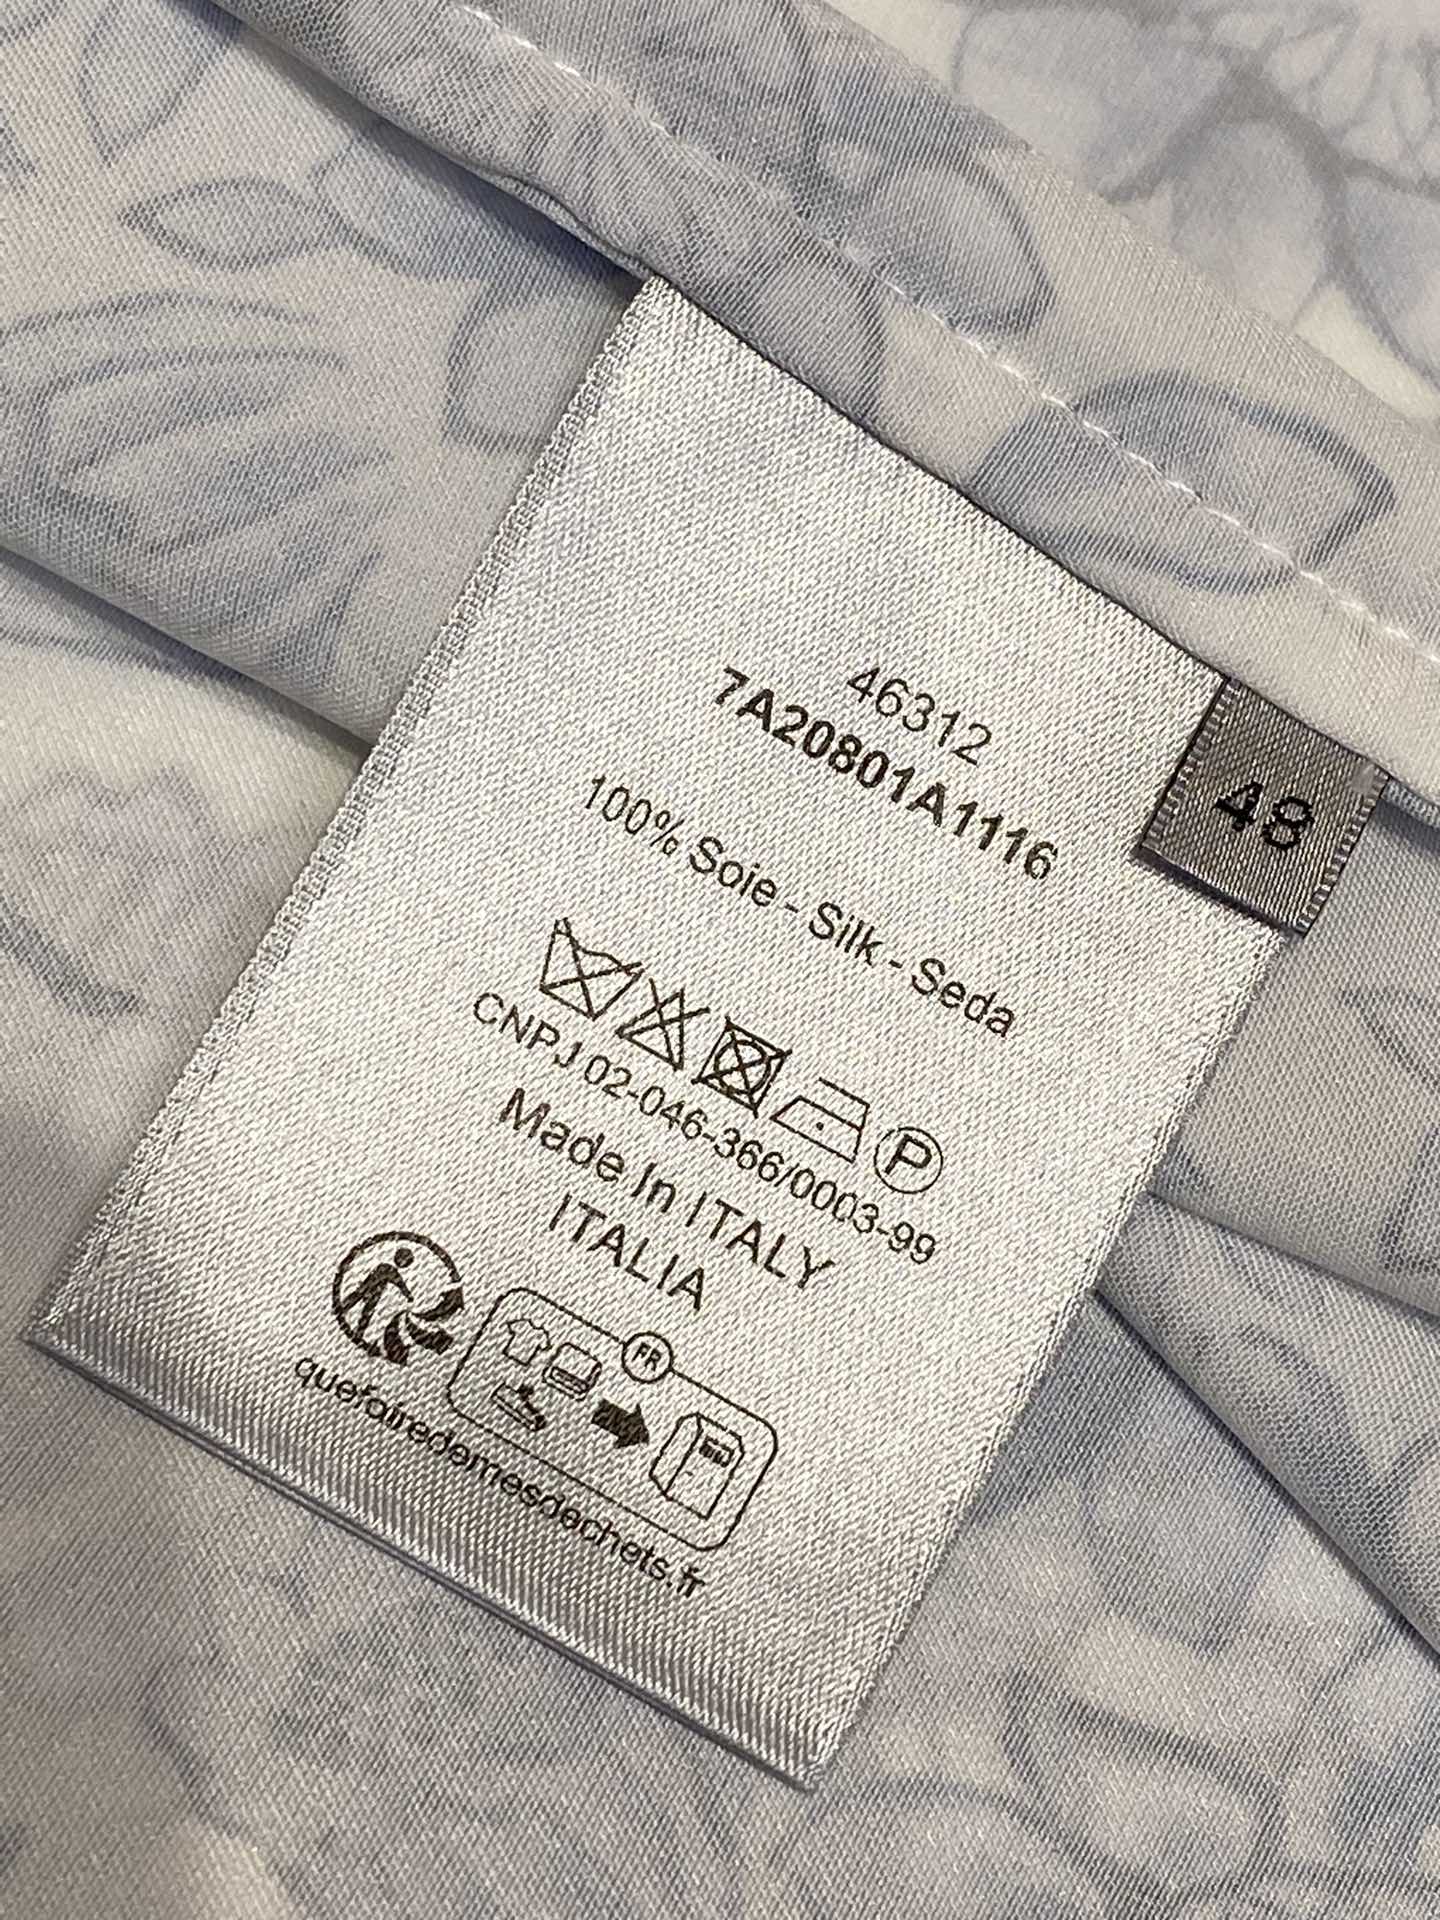 46312
7A20801A1116
48
100% Soie - Silk - Seda
P
CNPJ 02-046-366/0003-99
Made In ITALY
ITALIA
FR
quefairedemesdechets.fr